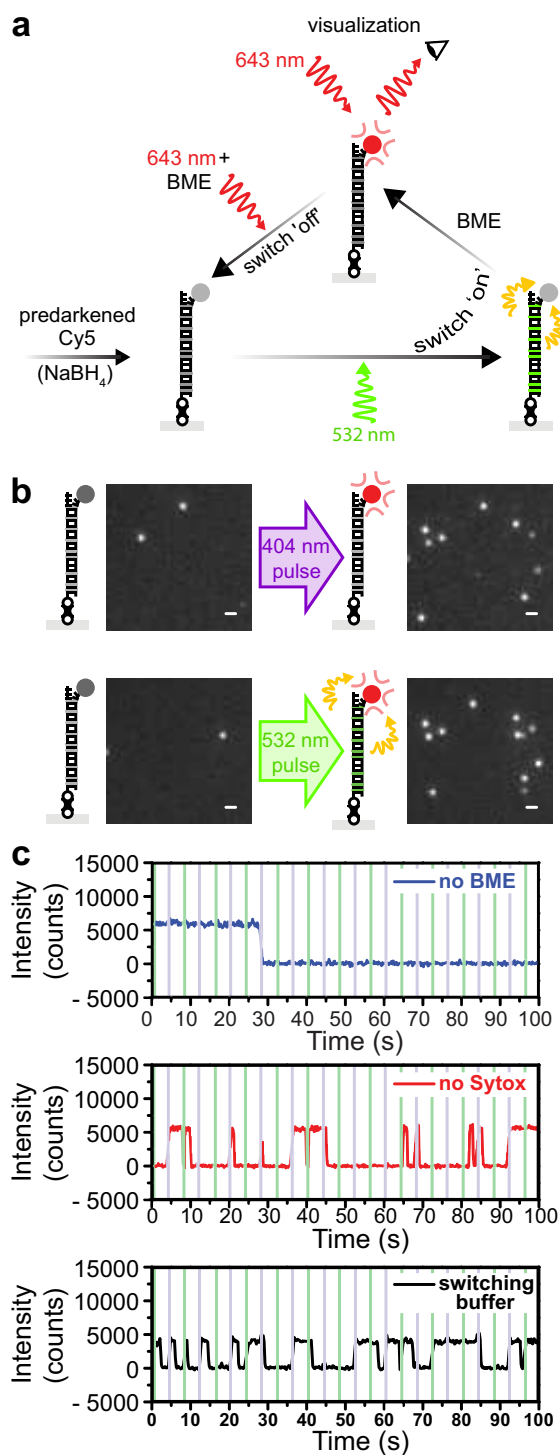 a
visualization
643 nm
643 nm+
BME
switch 'off'
BME
switch 'on'
predarkened
Cy5
(NaBH4)
532 nm
b
404 nm
pulse
532 nm
pulse
c
15000
10000
5000
0
- 5000
Intensity
(counts)
no BME
0 10 20 30 40 50 60 70 80 90 100
Time (s)
15000
10000
5000
0
- 5000
Intensity
(counts)
no Sytox
0 10 20 30 40 50 60 70 80 90 100
Time (s)
15000
10000
5000
0
- 5000
Intensity
(counts)
switching
buffer
0 10 20 30 40 50 60 70 80 90 100
Time (s)